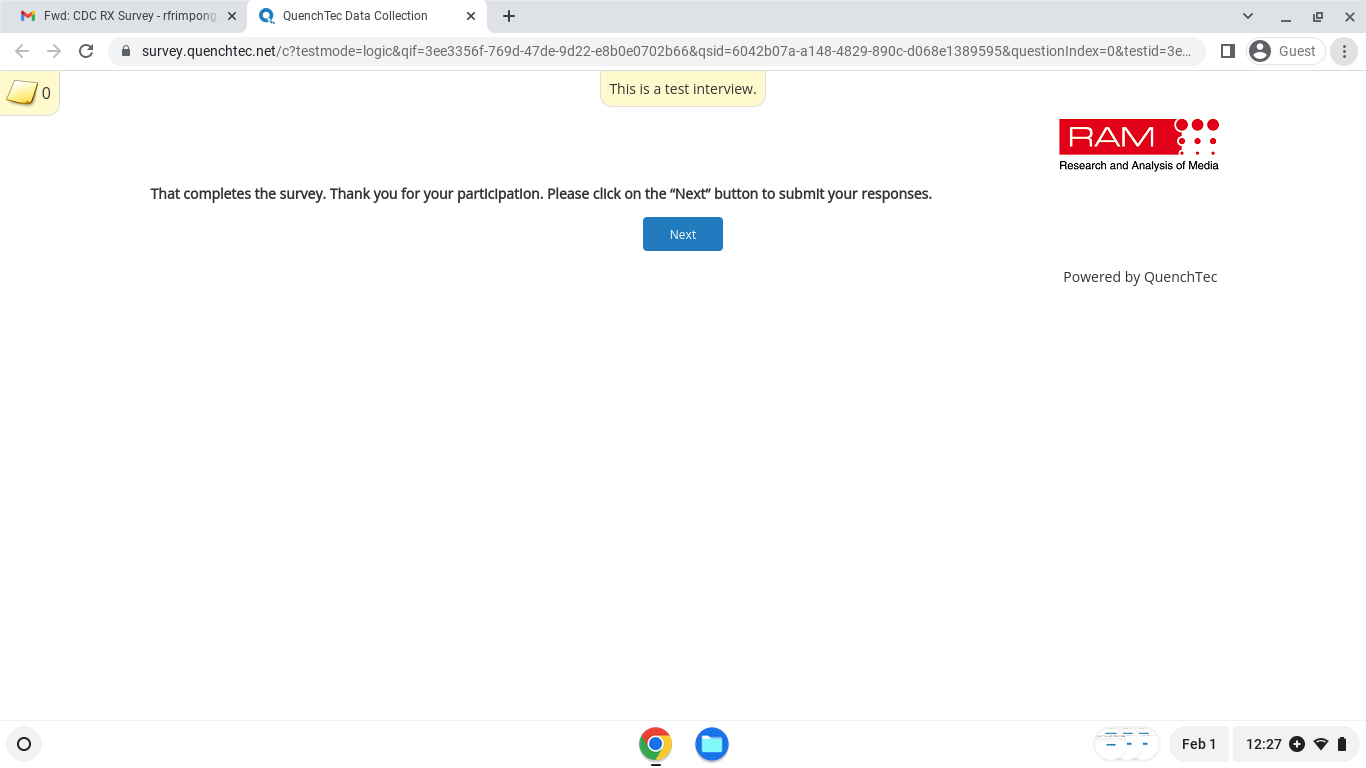 Fwd: CDC RX Survey - rfrimpong
QuenchTec Data Collection
survey.quenchtec.net/c?testmode=logic&qif=3ee3356f-769d-47de-9d22-e8b0e0702b66&qsid=6042b07a-a148-4829-890c-d068e1389595&questionIndex=0&testid=3e...
Guest
0
This is a test interview.
RAM
Research and Analysis of Media
That completes the survey. Thank you for your participation. Please click on the “Next” button to submit your responses.
Next
Powered by QuenchTec
Feb 1
12:27